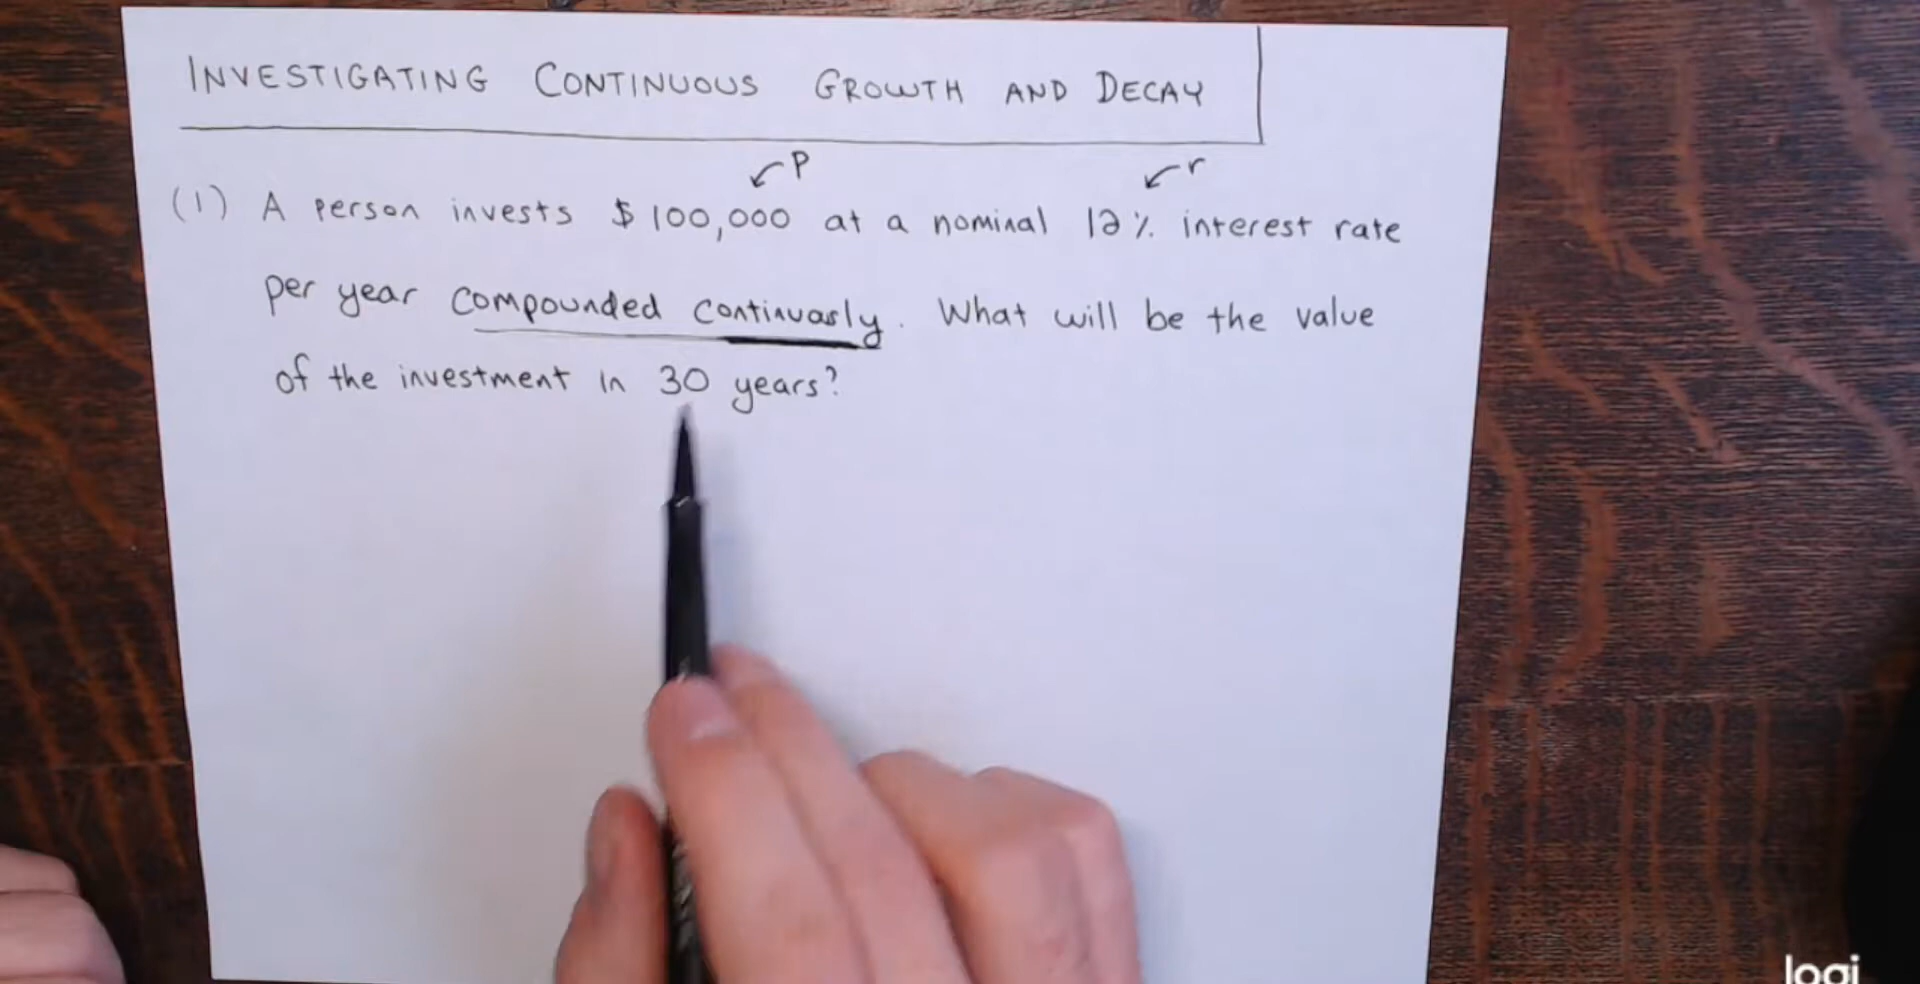 INVESTIGATING CONTINUOUS GROWTH AND DECAY
P
r
(1) A person invests $100,000 at a nominal 12% interest rate
per year compounded continuasly. What will be the value
of the investment in 30 years?
logi